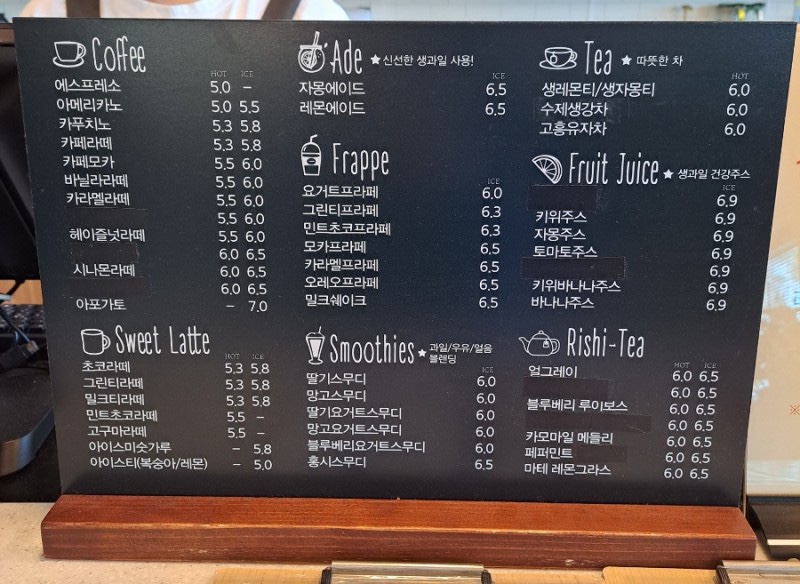 Coffee
HOT ICE
에스프레소 5.0 –
아메리카노 5.0 5.5
카푸치노 5.3 5.8
카페라떼 5.3 5.8
카페모카 5.5 6.0
바닐라라떼 5.5 6.0
카라멜라떼 5.5 6.0
5.5 6.0
헤이즐넛라떼 5.5 6.0
6.0 6.5
시나몬라떼 6.0 6.5
6.0 6.5
아포가토 – 7.0
Sweet Latte
HOT ICE
초코라떼 5.3 5.8
그린티라떼 5.3 5.8
밀크티라떼 5.3 5.8
민트초코라떼 5.5 –
고구마라떼 5.5 –
아이스미숫가루 – 5.8
아이스티(복숭아/레몬) – 5.0
Ade ★신선한 생과일 사용!
ICE
자몽에이드 6.5
레몬에이드 6.5
Frappe
ICE
요거트프라페 6.0
그린티프라페 6.3
민트초코프라페 6.3
모카프라페 6.5
카라멜프라페 6.5
오레오프라페 6.5
밀크쉐이크 6.5
Smoothies ★과일/우유/얼음
블렌딩
ICE
딸기스무디 6.0
망고스무디 6.0
딸기요거트스무디 6.0
망고요거트스무디 6.0
블루베리요거트스무디 6.0
홍시스무디 6.5
Tea ★ 따뜻한 차
HOT
생레몬티/생자몽티 6.0
수제생강차 6.0
고흥유자차 6.0
Fruit Juice ★ 생과일 건강주스
ICE
6.9
키위주스 6.9
자몽주스 6.9
토마토주스 6.9
6.9
키위바나나주스 6.9
바나나주스 6.9
Rishi-Tea
HOT ICE
얼그레이 6.0 6.5
6.0 6.5
블루베리 루이보스 6.0 6.5
6.0 6.5
카모마일 메들리 6.0 6.5
페퍼민트 6.0 6.5
마테 레몬그라스 6.0 6.5